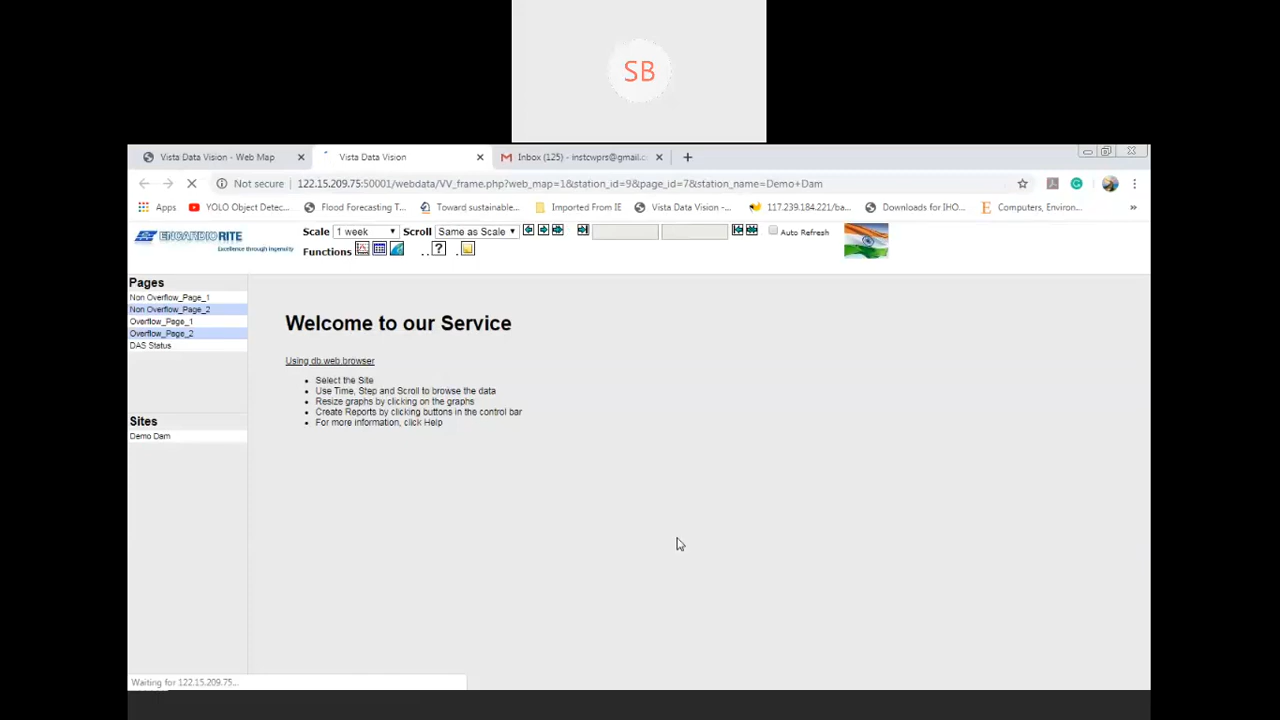 SB
Vista Data Vision - Web Map
Vista Data Vision
Inbox (125) - instcwprs@gmail.c
Not secure 122.15.209.75:50001/webdata/VV_frame.php?web_map=1&station_id=9&page_id=7&station_name=Demo+Dam
Apps YOLO Object Detec... Flood Forecasting T... Toward sustainable... Imported From IE Vista Data Vision -... 117.239.184.221/ba... Downloads for IHO... Computers, Environ... »
ENCARDIO RITE
Excellence through Ingenuity
Scale 1 week Scroll Same as Scale Auto Refresh
Functions . . ? .
Pages
Non Overflow_Page_1
Non Overflow_Page_2
Overflow_Page_1
Overflow_Page_2
DAS Status
Sites
Demo Dam
Welcome to our Service
Using db.web.browser
• Select the Site
• Use Time, Step and Scroll to browse the data
• Resize graphs by clicking on the graphs
• Create Reports by clicking buttons in the control bar
• For more information, click Help
Waiting for 122.15.209.75...